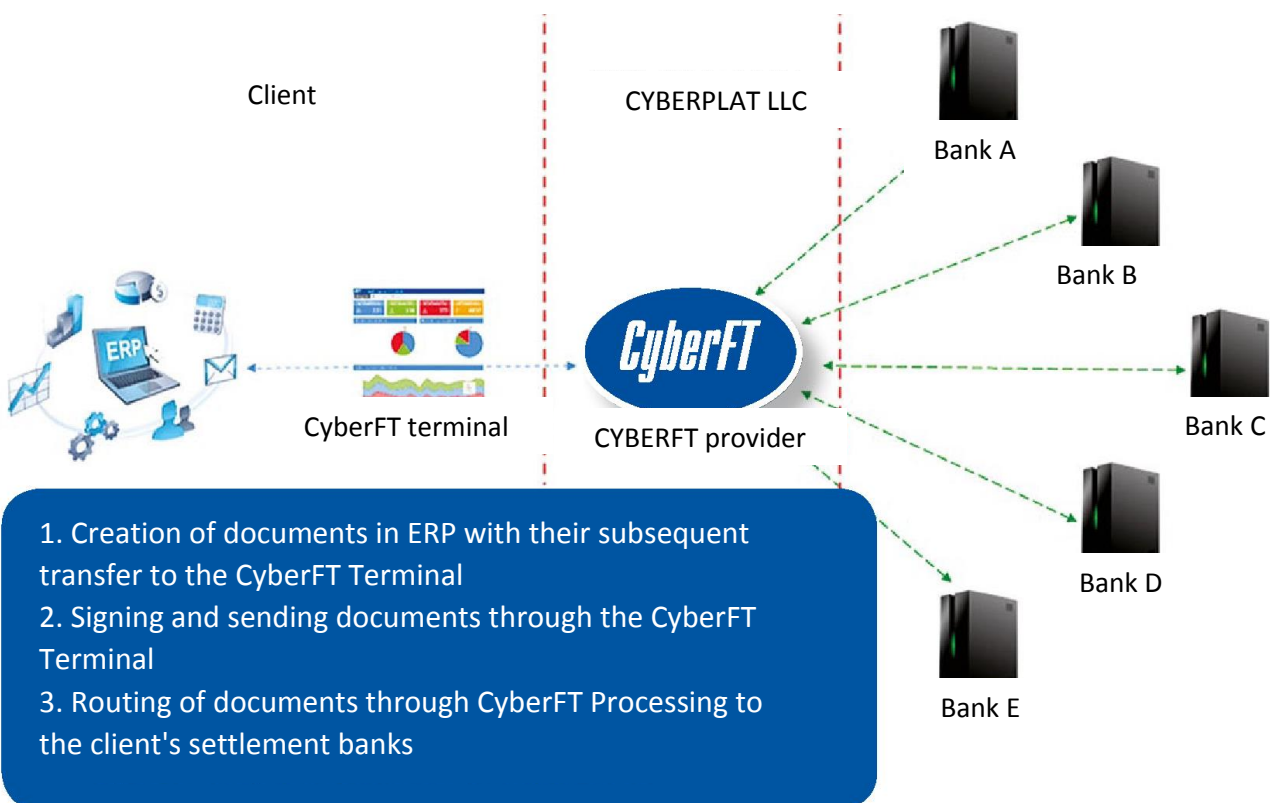 Client
CYBERPLAT LLC
Bank A
Bank B
ERP
CyberFT
Bank C
CyberFT terminal
CYBERFT provider
Bank D
Bank E
1. Creation of documents in ERP with their subsequent
transfer to the CyberFT Terminal
2. Signing and sending documents through the CyberFT
Terminal
3. Routing of documents through CyberFT Processing to
the client's settlement banks